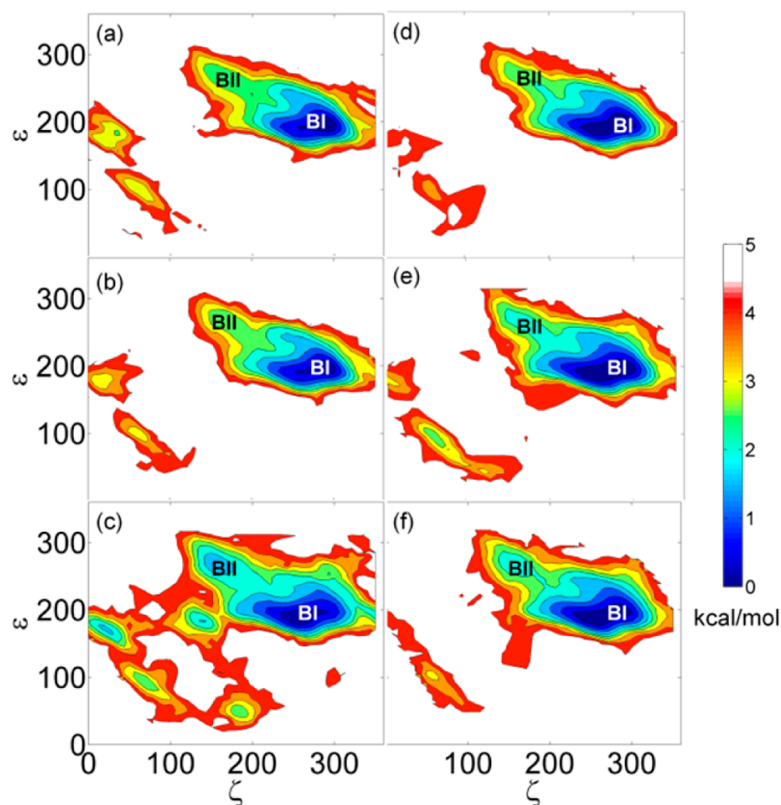 (a)
BII
BI
ε
300
200
100
(d)
BII
BI
(b)
BII
BI
ε
300
200
100
(e)
BII
BI
(c)
BII
BI
ε
300
200
100
0
0 100 200 300
ζ
(f)
BII
BI
100 200 300
ζ
5
4
3
2
1
0
kcal/mol